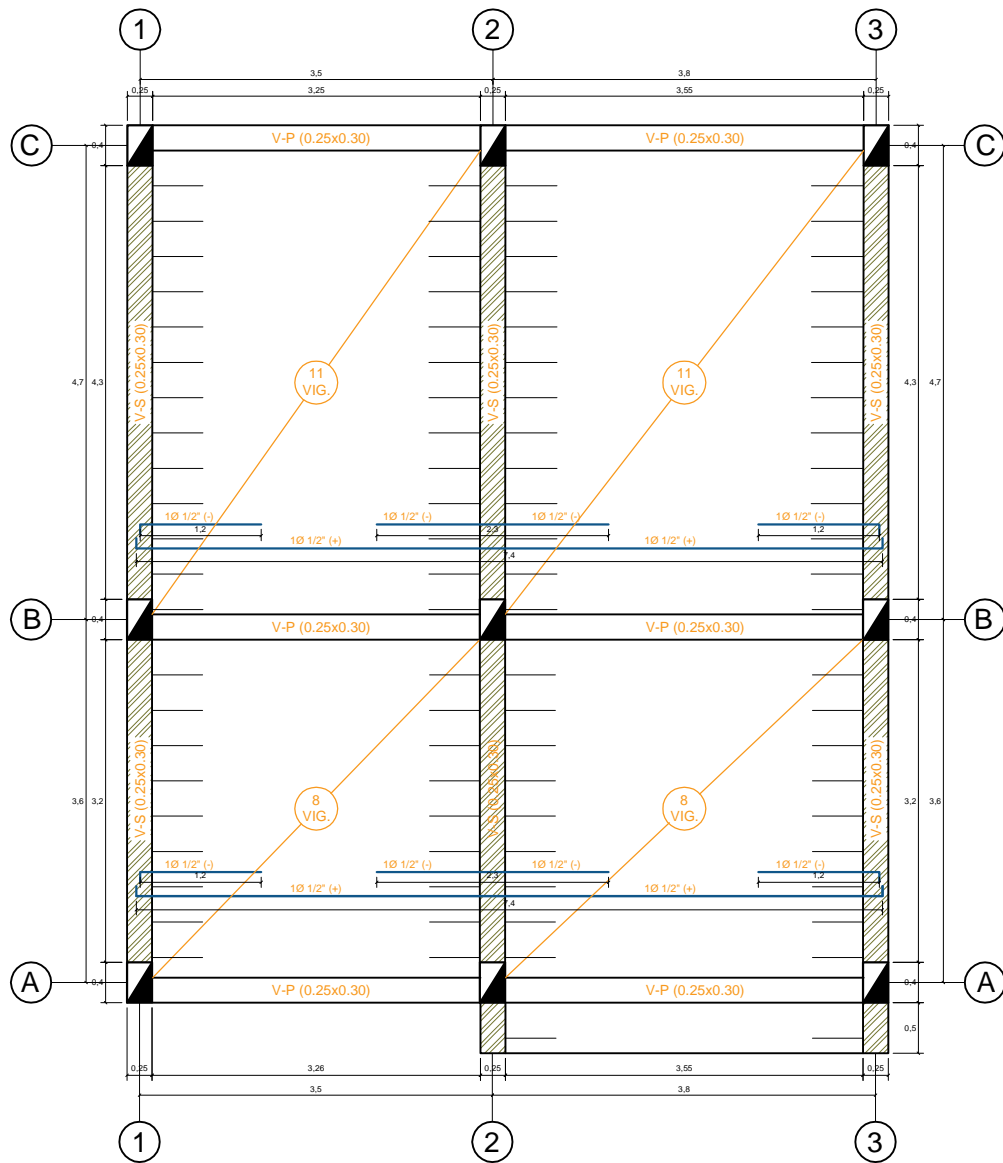 1 2 3
3,5 3,8
0,25 3,25 0,25 3,55 0,25
C 0,4 V-P (0.25x0.30) V-P (0.25x0.30) C
0,4
4,7 4,3 V-S (0.25x0.30) V-S (0.25x0.30) V-S (0.25x0.30) 4,3 4,7
11 11
VIG. VIG.
1Ø 1/2" (-) 1Ø 1/2" (-) 1Ø 1/2" (-) 1Ø 1/2" (-)
1,2 2,3 1,2
1Ø 1/2" (+) 1Ø 1/2" (+)
7,4
B 0,4 V-P (0.25x0.30) V-P (0.25x0.30) 0,4 B
3,6 3,2 V-S (0.25x0.30) V-S (0.25x0.30) V-S (0.25x0.30) 3,2 3,6
8 8
VIG. VIG.
1Ø 1/2" (-) 1Ø 1/2" (-) 1Ø 1/2" (-) 1Ø 1/2" (-)
1,2 2,3 1,2
1Ø 1/2" (+) 1Ø 1/2" (+)
7,4
A 0,4 V-P (0.25x0.30) V-P (0.25x0.30) 0,4 A
0,5
0,25 3,26 0,25 3,55 0,25
3,5 3,8
1 2 3